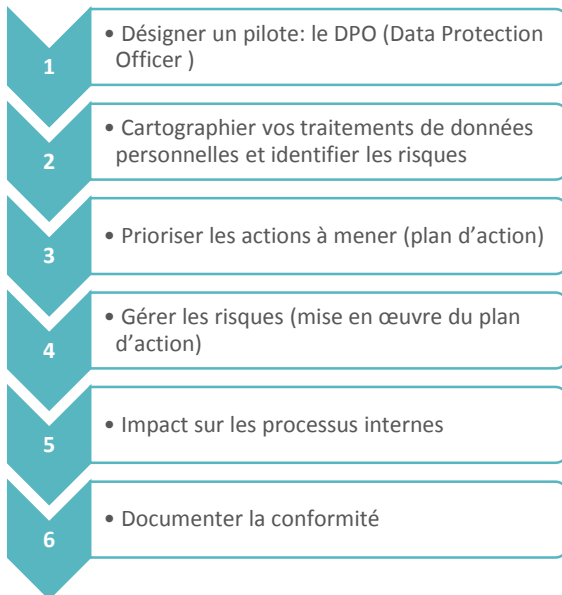 1
• Désigner un pilote: le DPO (Data Protection
Officer )
2
• Cartographier vos traitements de données
personnelles et identifier les risques
3
• Prioriser les actions à mener (plan d’action)
4
• Gérer les risques (mise en œuvre du plan
d’action)
5
• Impact sur les processus internes
6
• Documenter la conformité